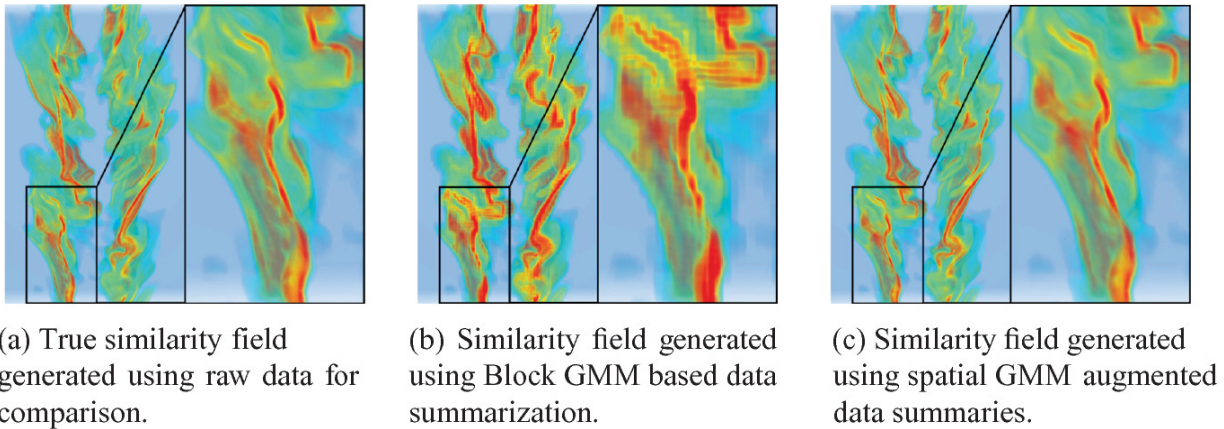 (a) True similarity field
generated using raw data for
comparison.
(b) Similarity field generated
using Block GMM based data
summarization.
(c) Similarity field generated
using spatial GMM augmented
data summaries.